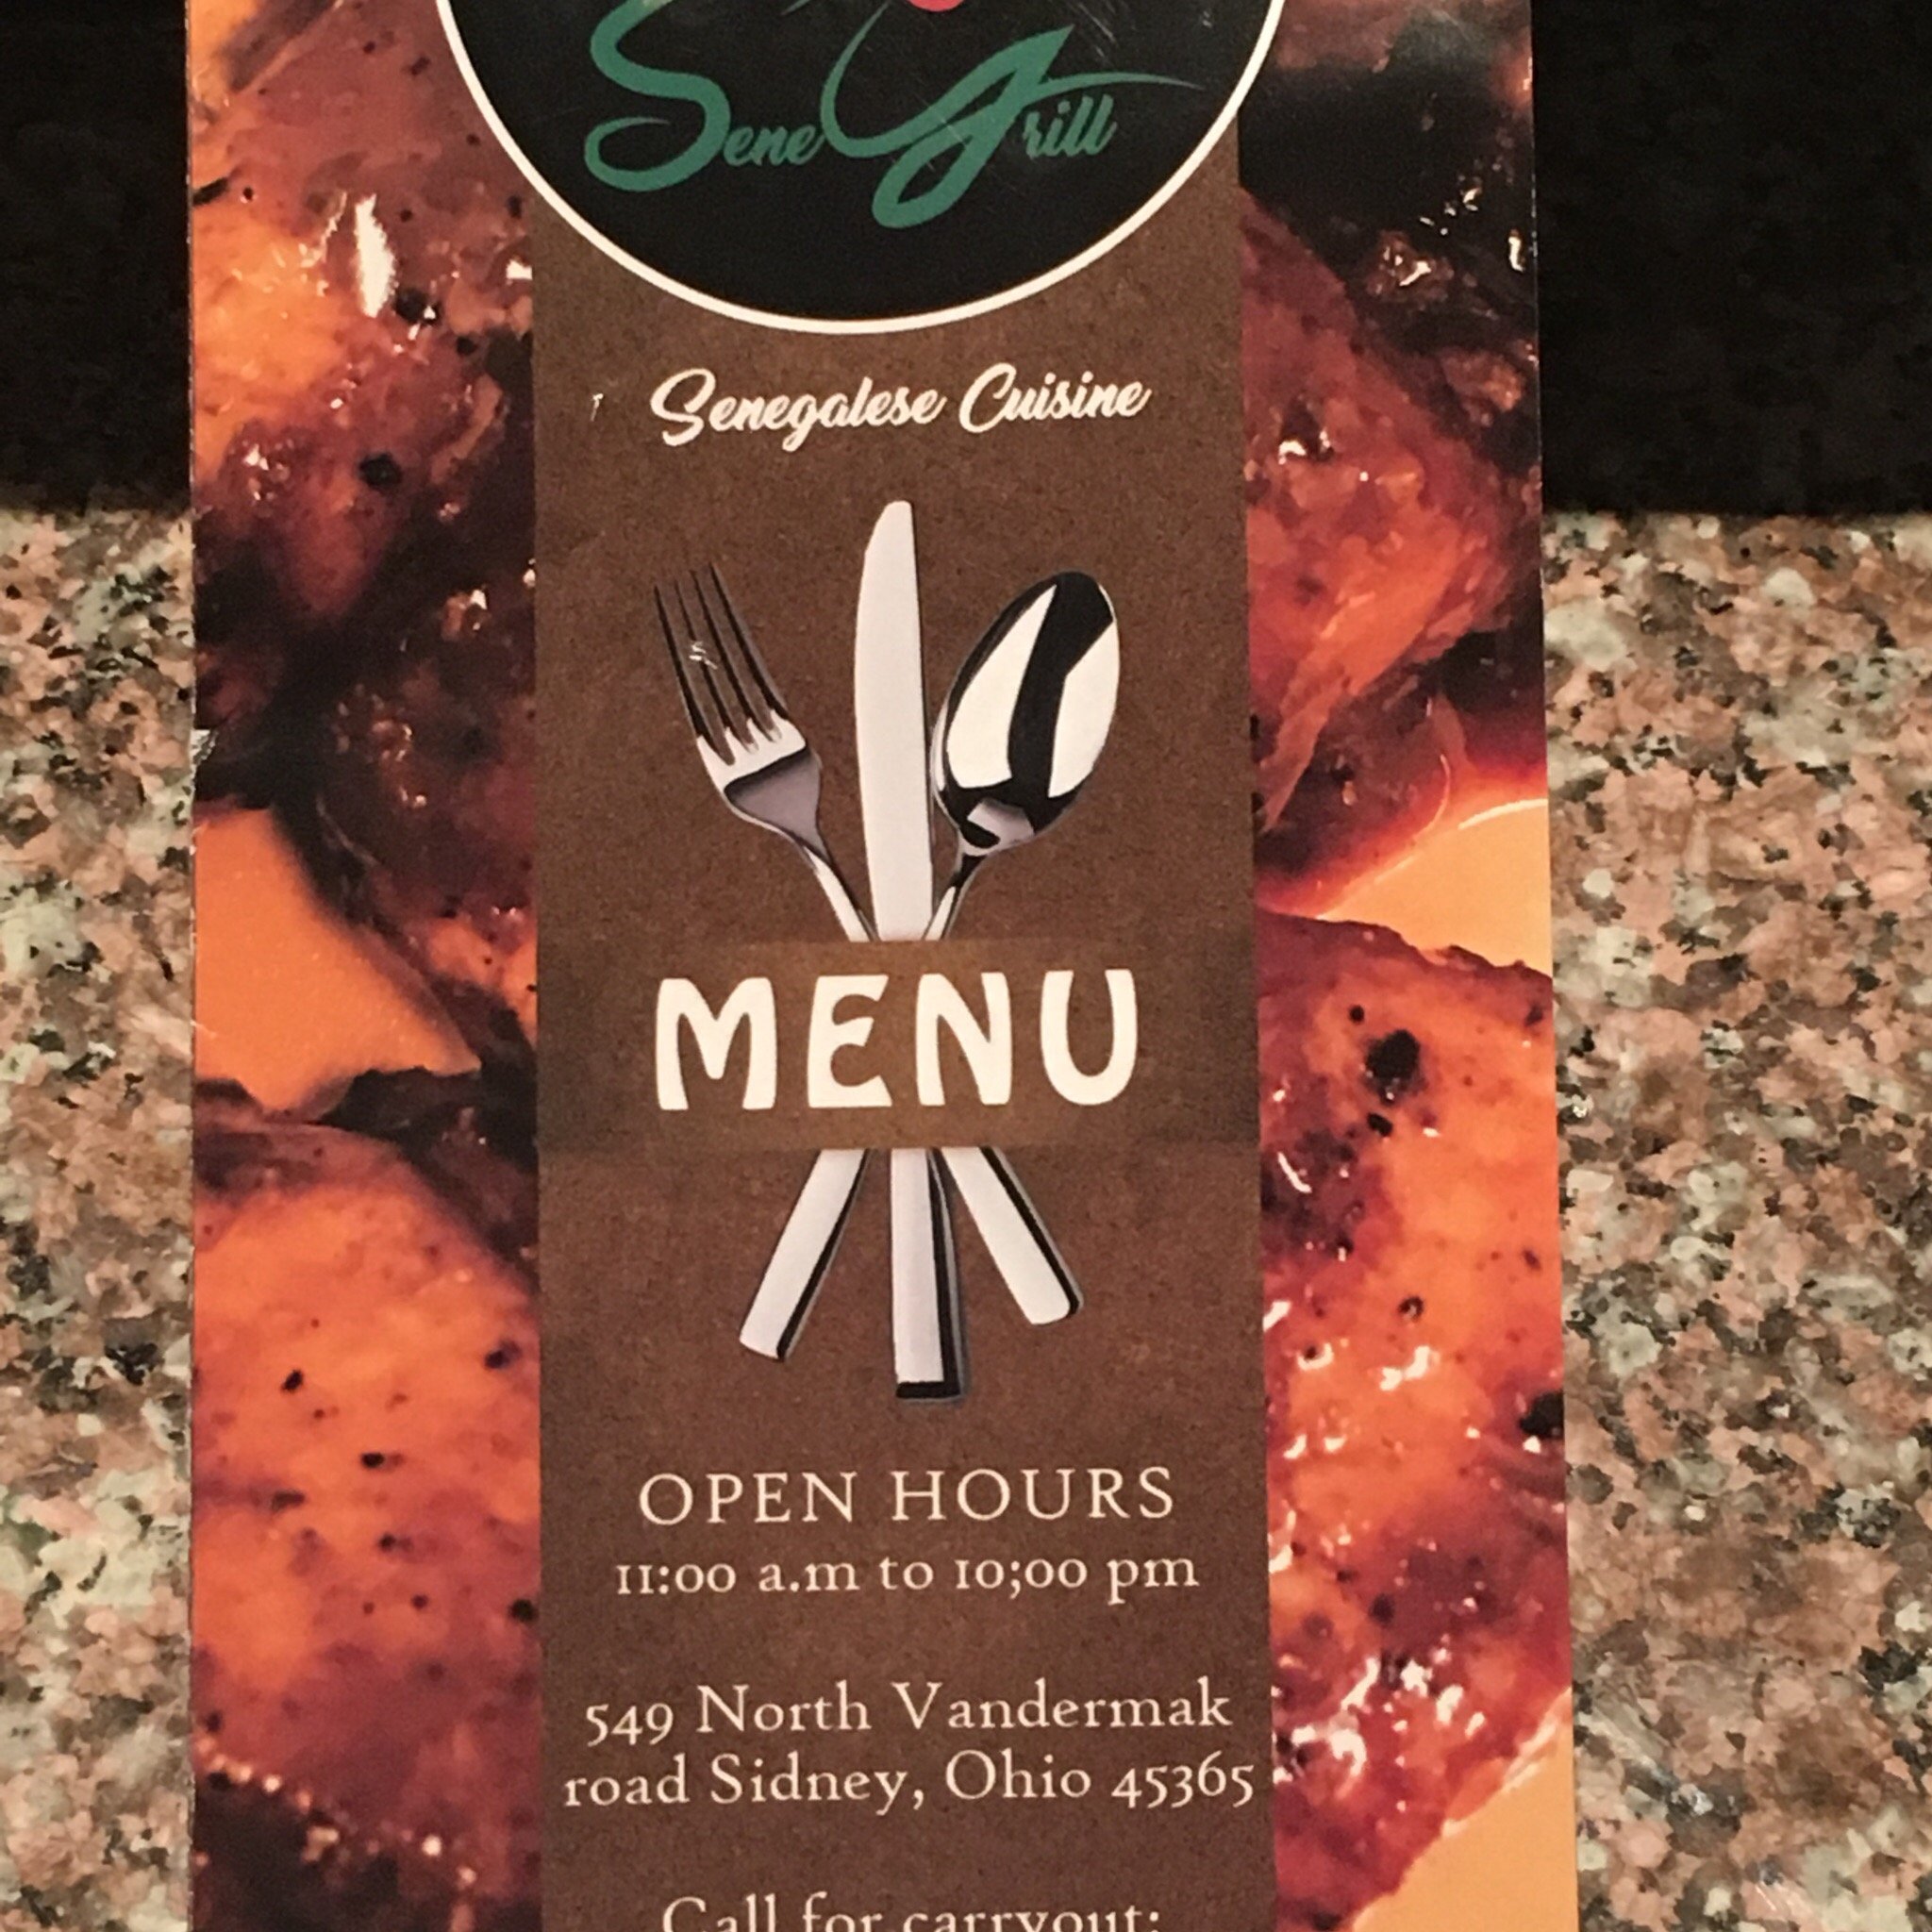 SeneGrill
Senegalese Cuisine
MENU
OPEN HOURS
11:00 a.m to 10;00 pm
549 North Vandermak
road Sidney, Ohio 45365
Call for carryout: